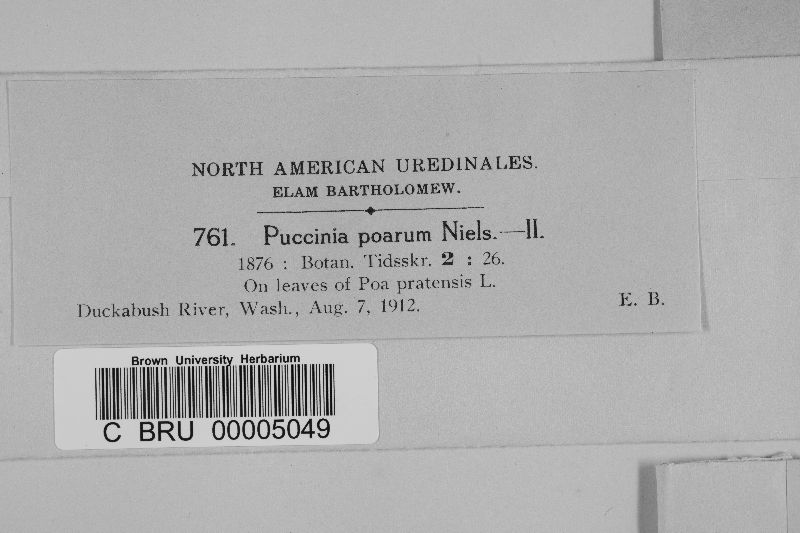 NORTH AMERICAN UREDINALES.
ELAM BARTHOLOMEW.
761. Puccinia poarum Niels.—II.
1876 : Botan. Tidsskr. 2 : 26.
On leaves of Poa pratensis L.
Duckabush River, Wash., Aug. 7, 1912. E. B.
Brown University Herbarium
C BRU 00005049